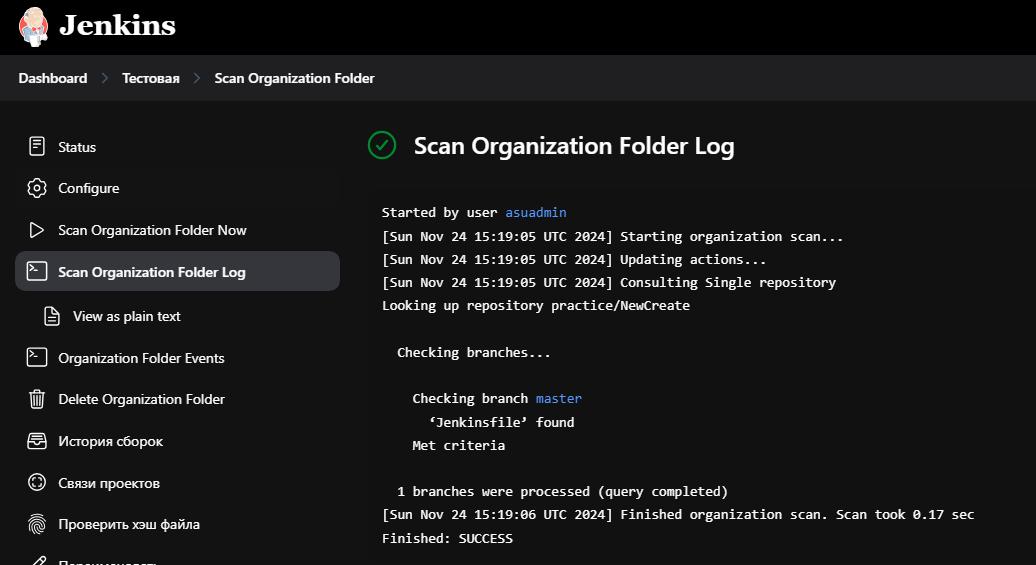 Jenkins
Dashboard > Тестовая > Scan Organization Folder
Status
Configure
Scan Organization Folder Now
Scan Organization Folder Log
View as plain text
Organization Folder Events
Delete Organization Folder
История сборок
Связи проектов
Проверить хэш файла
Scan Organization Folder Log
Started by user asuadmin
[Sun Nov 24 15:19:05 UTC 2024] Starting organization scan...
[Sun Nov 24 15:19:05 UTC 2024] Updating actions...
[Sun Nov 24 15:19:05 UTC 2024] Consulting Single repository
Looking up repository practice/NewCreate
Checking branches...
Checking branch master
‘Jenkinsfile’ found
Met criteria
1 branches were processed (query completed)
[Sun Nov 24 15:19:06 UTC 2024] Finished organization scan. Scan took 0.17 sec
Finished: SUCCESS